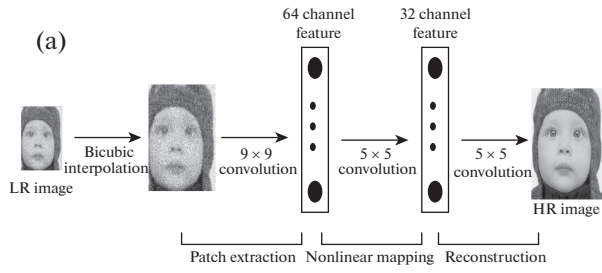 (a)
64 channel
feature
32 channel
feature
Bicubic
interpolation
9 × 9
convolution
5 × 5
convolution
5 × 5
convolution
LR image
HR image
Patch extraction
Nonlinear mapping
Reconstruction